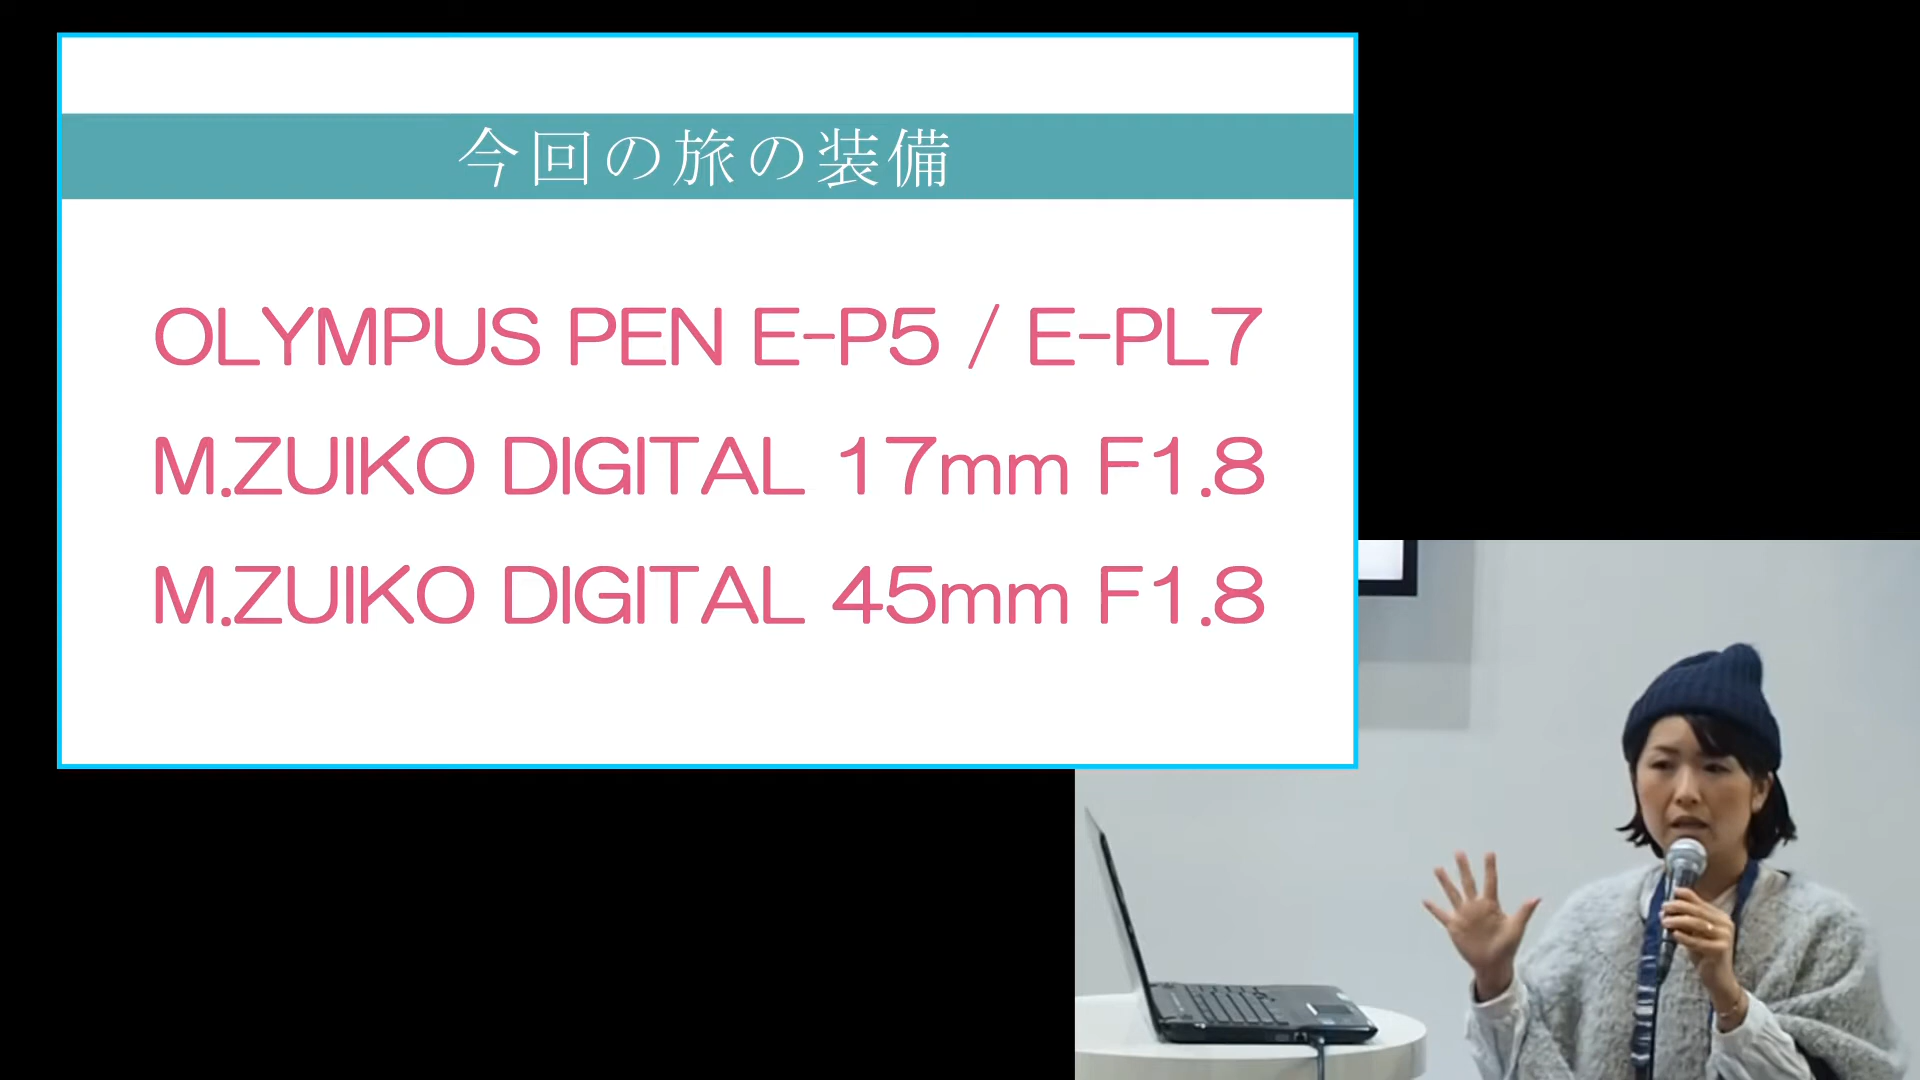 今回の旅の装備
OLYMPUS PEN E-P5 / E-PL7
M.ZUIKO DIGITAL 17mm F1.8
M.ZUIKO DIGITAL 45mm F1.8